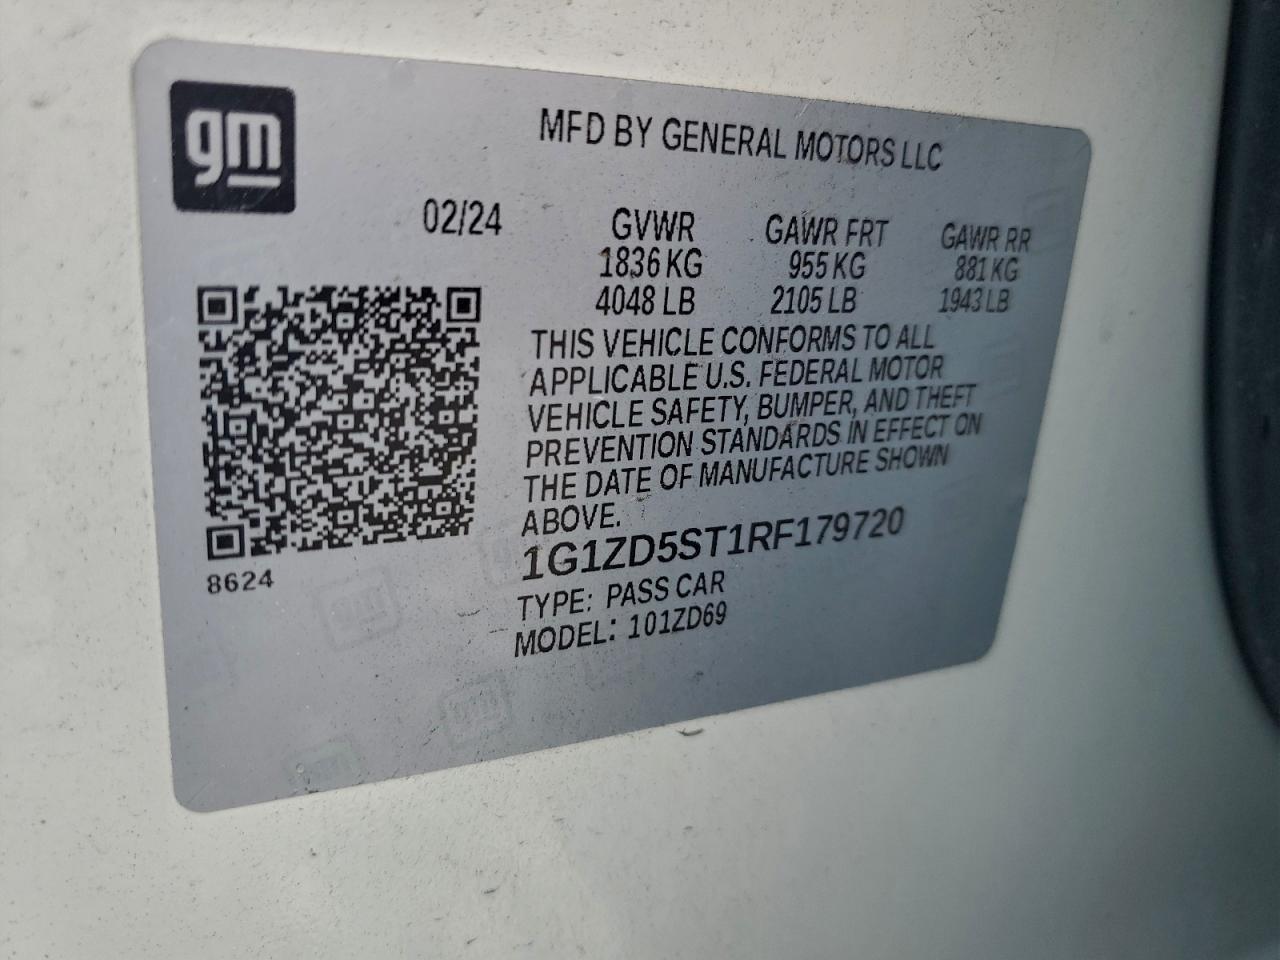 gm
MFD BY GENERAL MOTORS LLC
02/24 GVWR GAWR FRT GAWR RR
1836 KG 955 KG 881 KG
4048 LB 2105 LB 1943 LB
THIS VEHICLE CONFORMS TO ALL
APPLICABLE U.S. FEDERAL MOTOR
VEHICLE SAFETY, BUMPER, AND THEFT
PREVENTION STANDARDS IN EFFECT ON
THE DATE OF MANUFACTURE SHOWN
ABOVE.
8624
1G1ZD5ST1RF179720
TYPE: PASS CAR
MODEL: 101ZD69
gm
gm